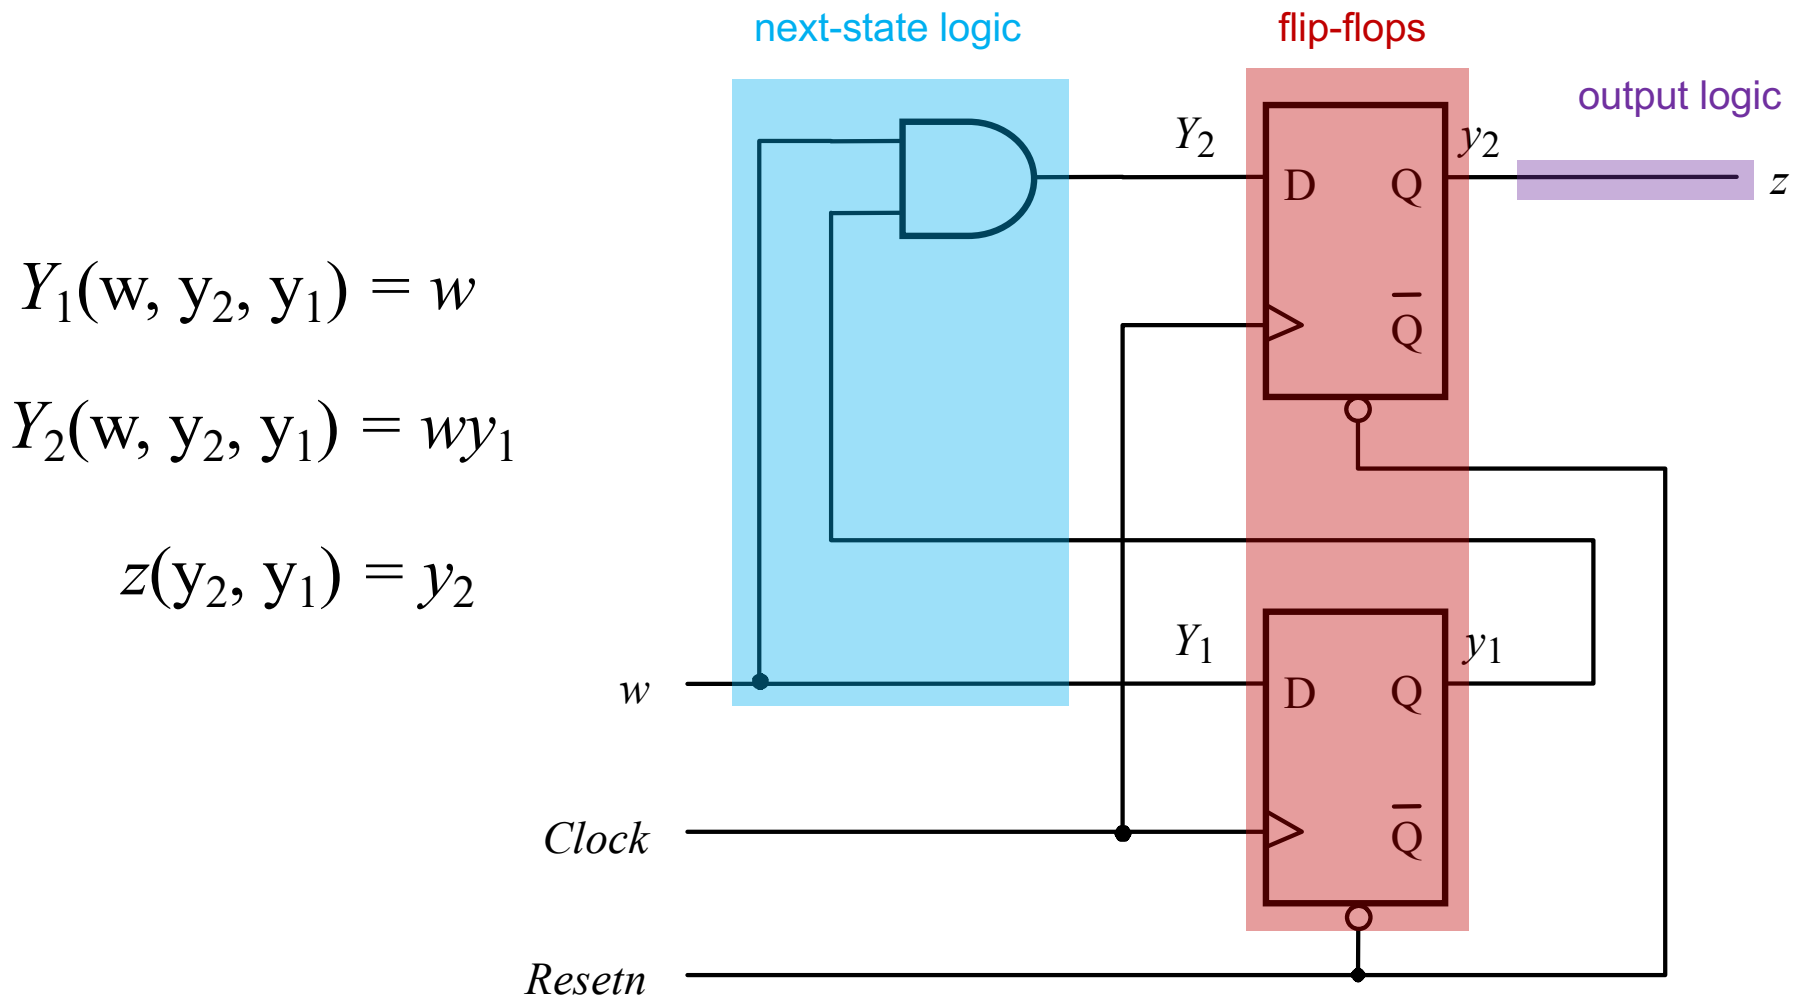 next-state logic
flip-flops
output logic
Y₂
y₂
D
Q
z
Y₁(w, y₂, y₁) = w
Q̅
Y₂(w, y₂, y₁) = wy₁
z(y₂, y₁) = y₂
Y₁
y₁
w
D
Q
Clock
Q̅
Resetn